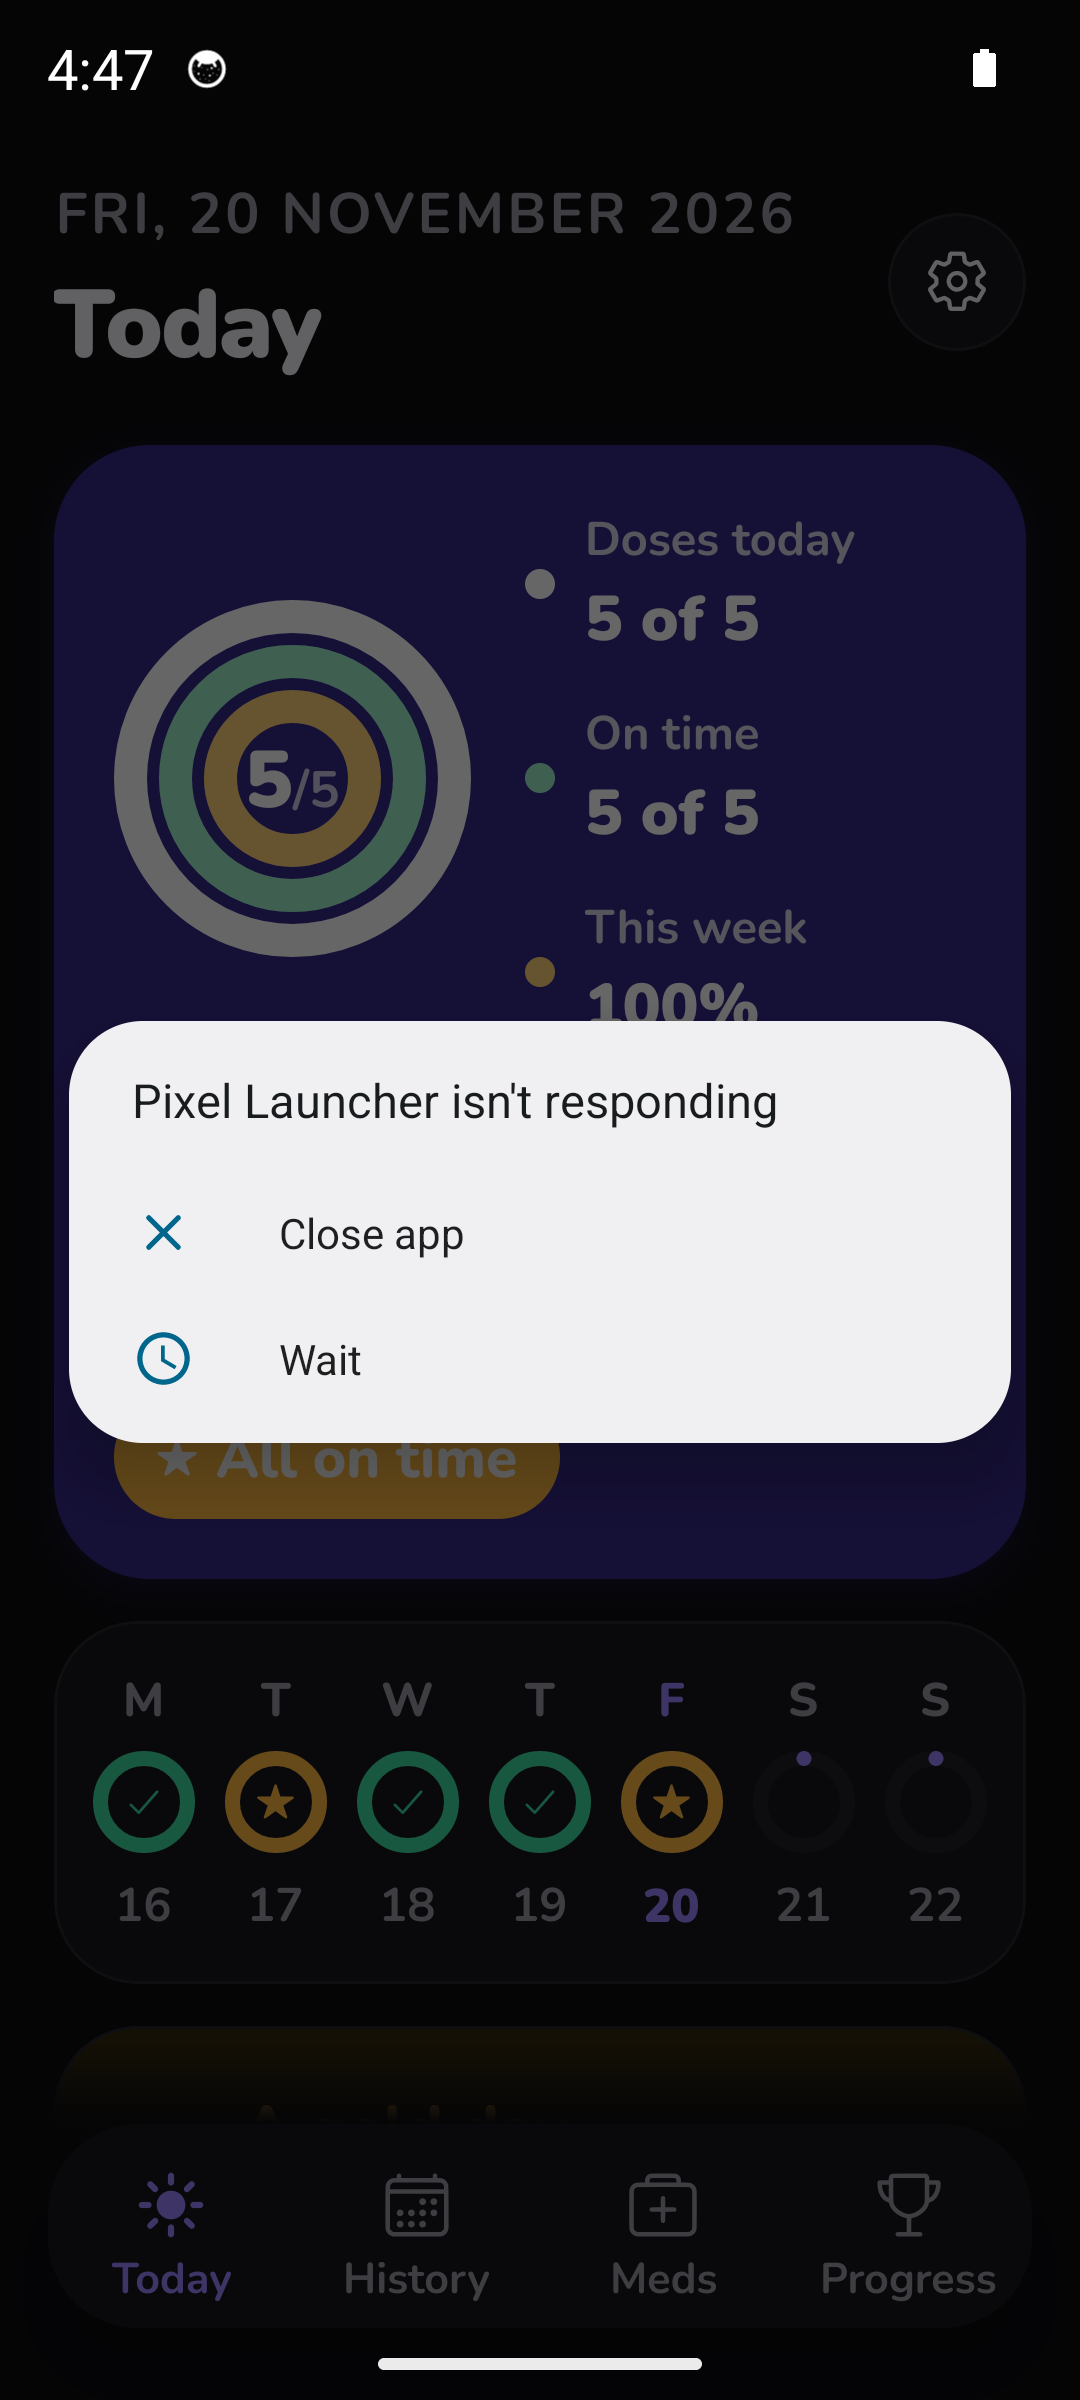 4:47
FRI, 20 NOVEMBER 2026
Today
Doses today
5 of 5
On time
5 of 5
5/5
This week
100%
Pixel Launcher isn't responding
Close app
Wait
★ All on time
M T W T F S S
16 17 18 19 20 21 22
Today History Meds Progress